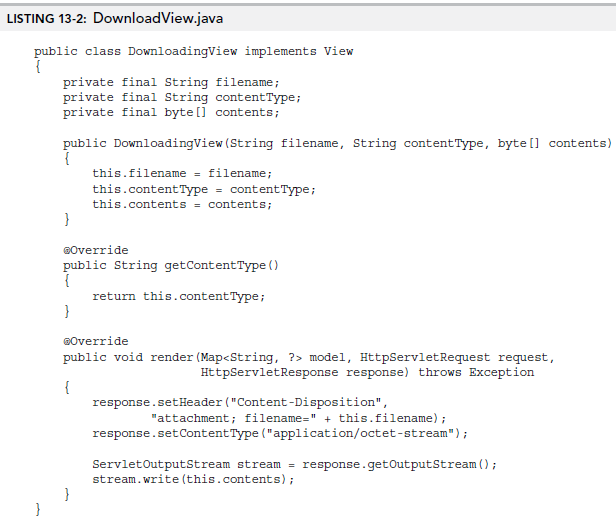 LISTING 13-2: DownloadView.java
public class DownloadingView implements View
{
private final String filename;
private final String contentType;
private final byte[] contents;
public DownloadingView(String filename, String contentType, byte[] contents)
{
this.filename = filename;
this.contentType = contentType;
this.contents = contents;
}
@Override
public String getContentType()
{
return this.contentType;
}
@Override
public void render(Map<String, ?> model, HttpServletRequest request,
HttpServletResponse response) throws Exception
{
response.setHeader("Content-Disposition",
"attachment; filename=" + this.filename);
response.setContentType("application/octet-stream");
ServletOutputStream stream = response.getOutputStream();
stream.write(this.contents);
}
}